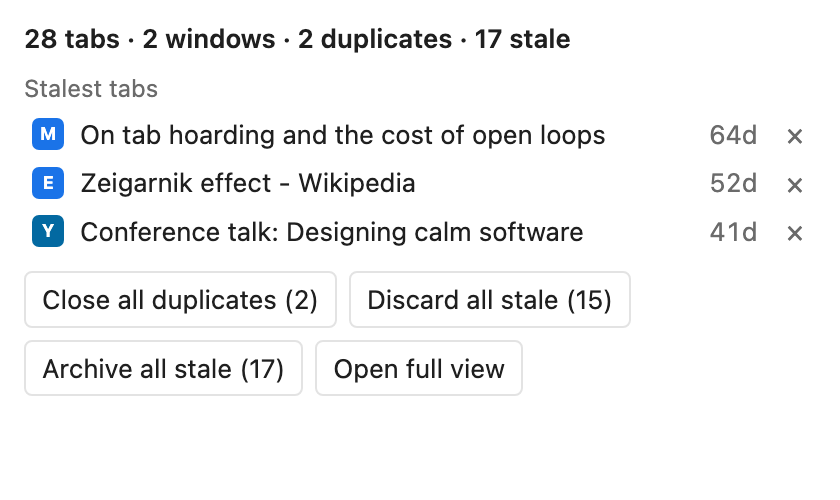 28 tabs · 2 windows · 2 duplicates · 17 stale
Stalest tabs
M On tab hoarding and the cost of open loops 64d ×
E Zeigarnik effect - Wikipedia 52d ×
Y Conference talk: Designing calm software 41d ×
Close all duplicates (2) Discard all stale (15)
Archive all stale (17) Open full view